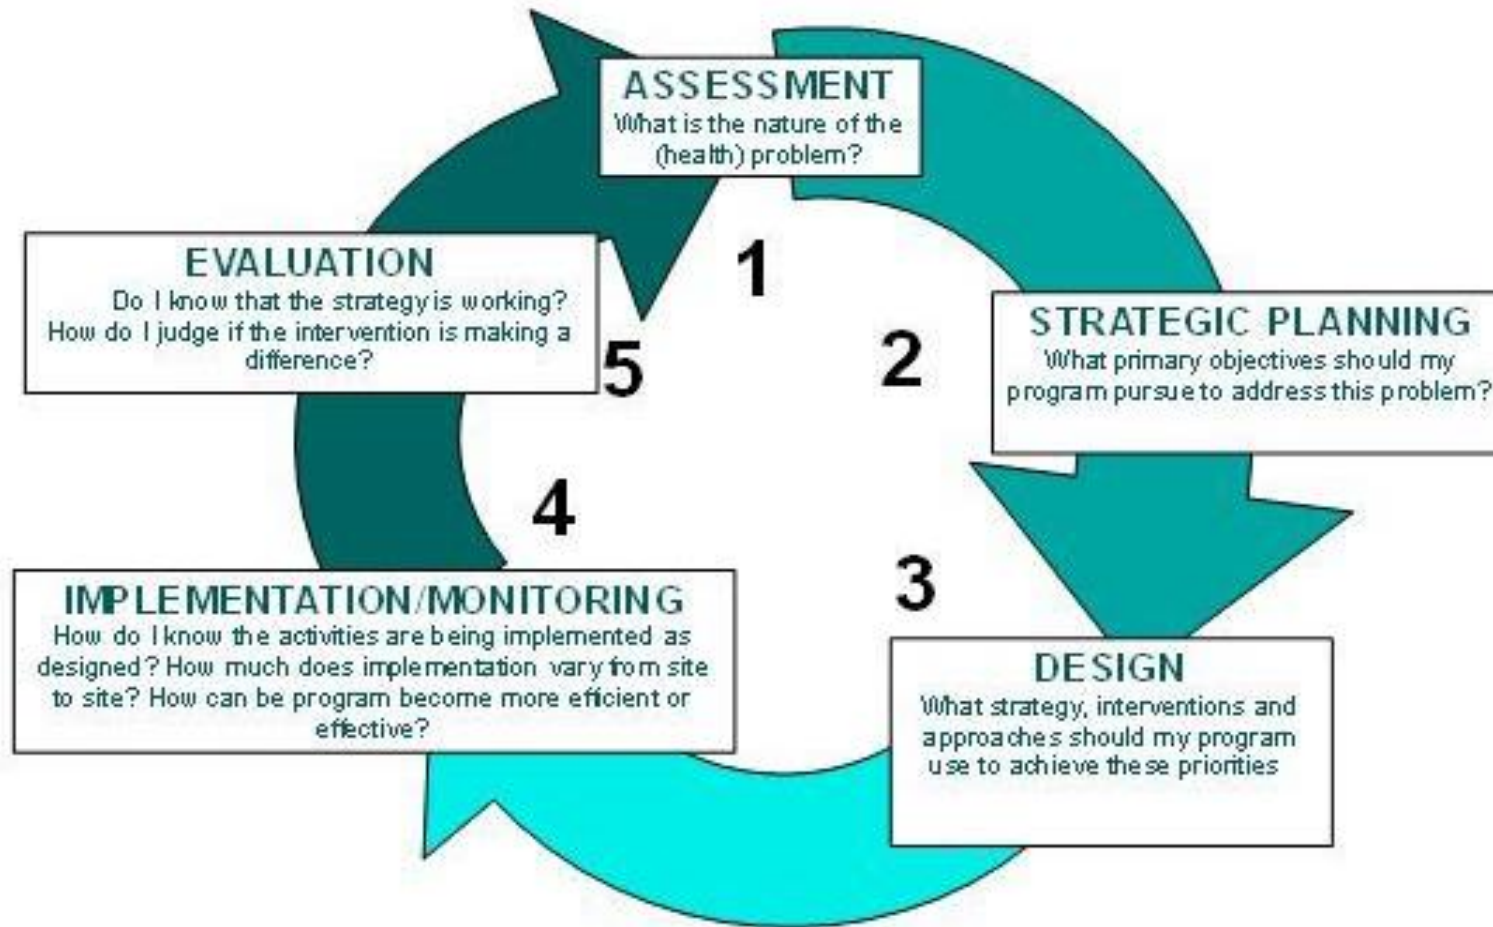 ASSESSMENT
What is the nature of the
(health) problem?
1
2
STRATEGIC PLANNING
What primary objectives should my
program pursue to address this problem?
3
DESIGN
What strategy, interventions and
approaches should my program
use to achieve these priorities
4
IMPLEMENTATION/MONITORING
How do I know the activities are being implemented as
designed? How much does implementation vary from site
to site? How can be program become more efficient or
effective?
5
EVALUATION
Do I know that the strategy is working?
How do I judge if the intervention is making a
difference?